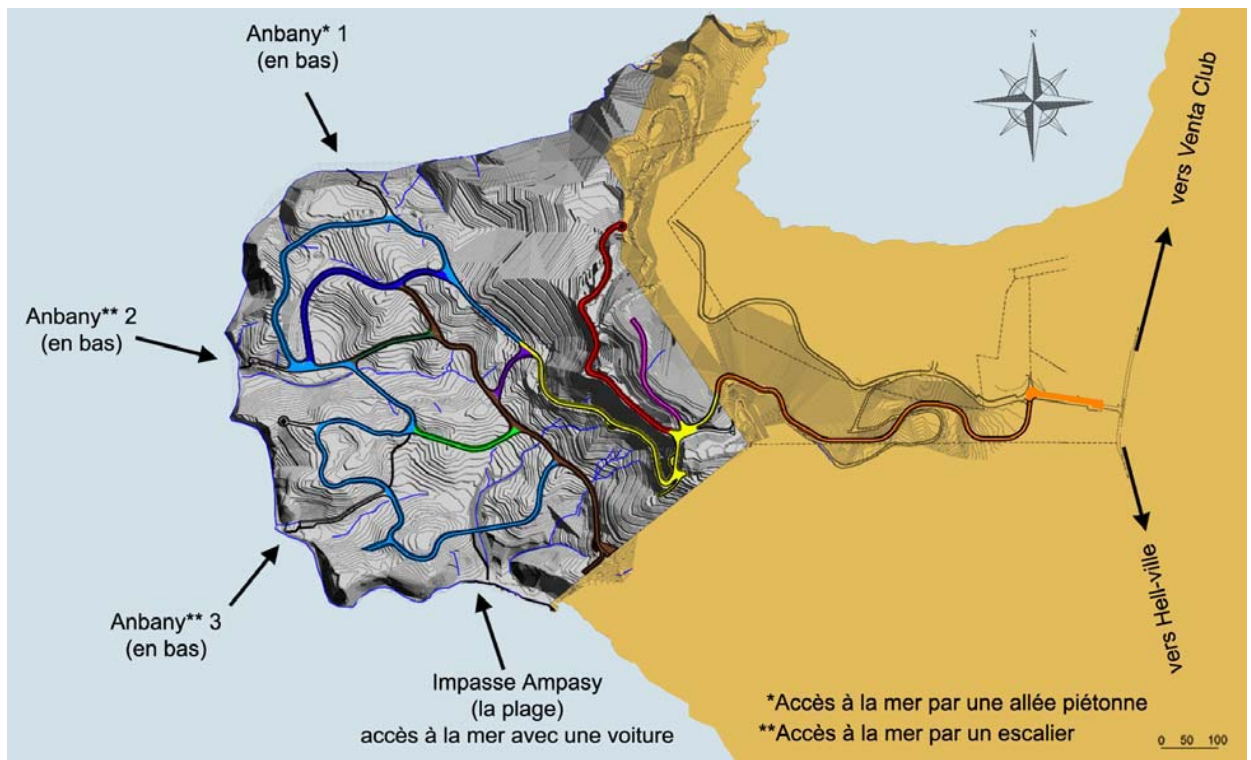 Anbany* 1
(en bas)
N
vers Venta Club
Anbany** 2
(en bas)
Anbany** 3
(en bas)
vers Hell-ville
Impasse Ampasy
(la plage)
accès à la mer avec une voiture
*Accès à la mer par une allée piétonne
**Accès à la mer par un escalier
0 50 100